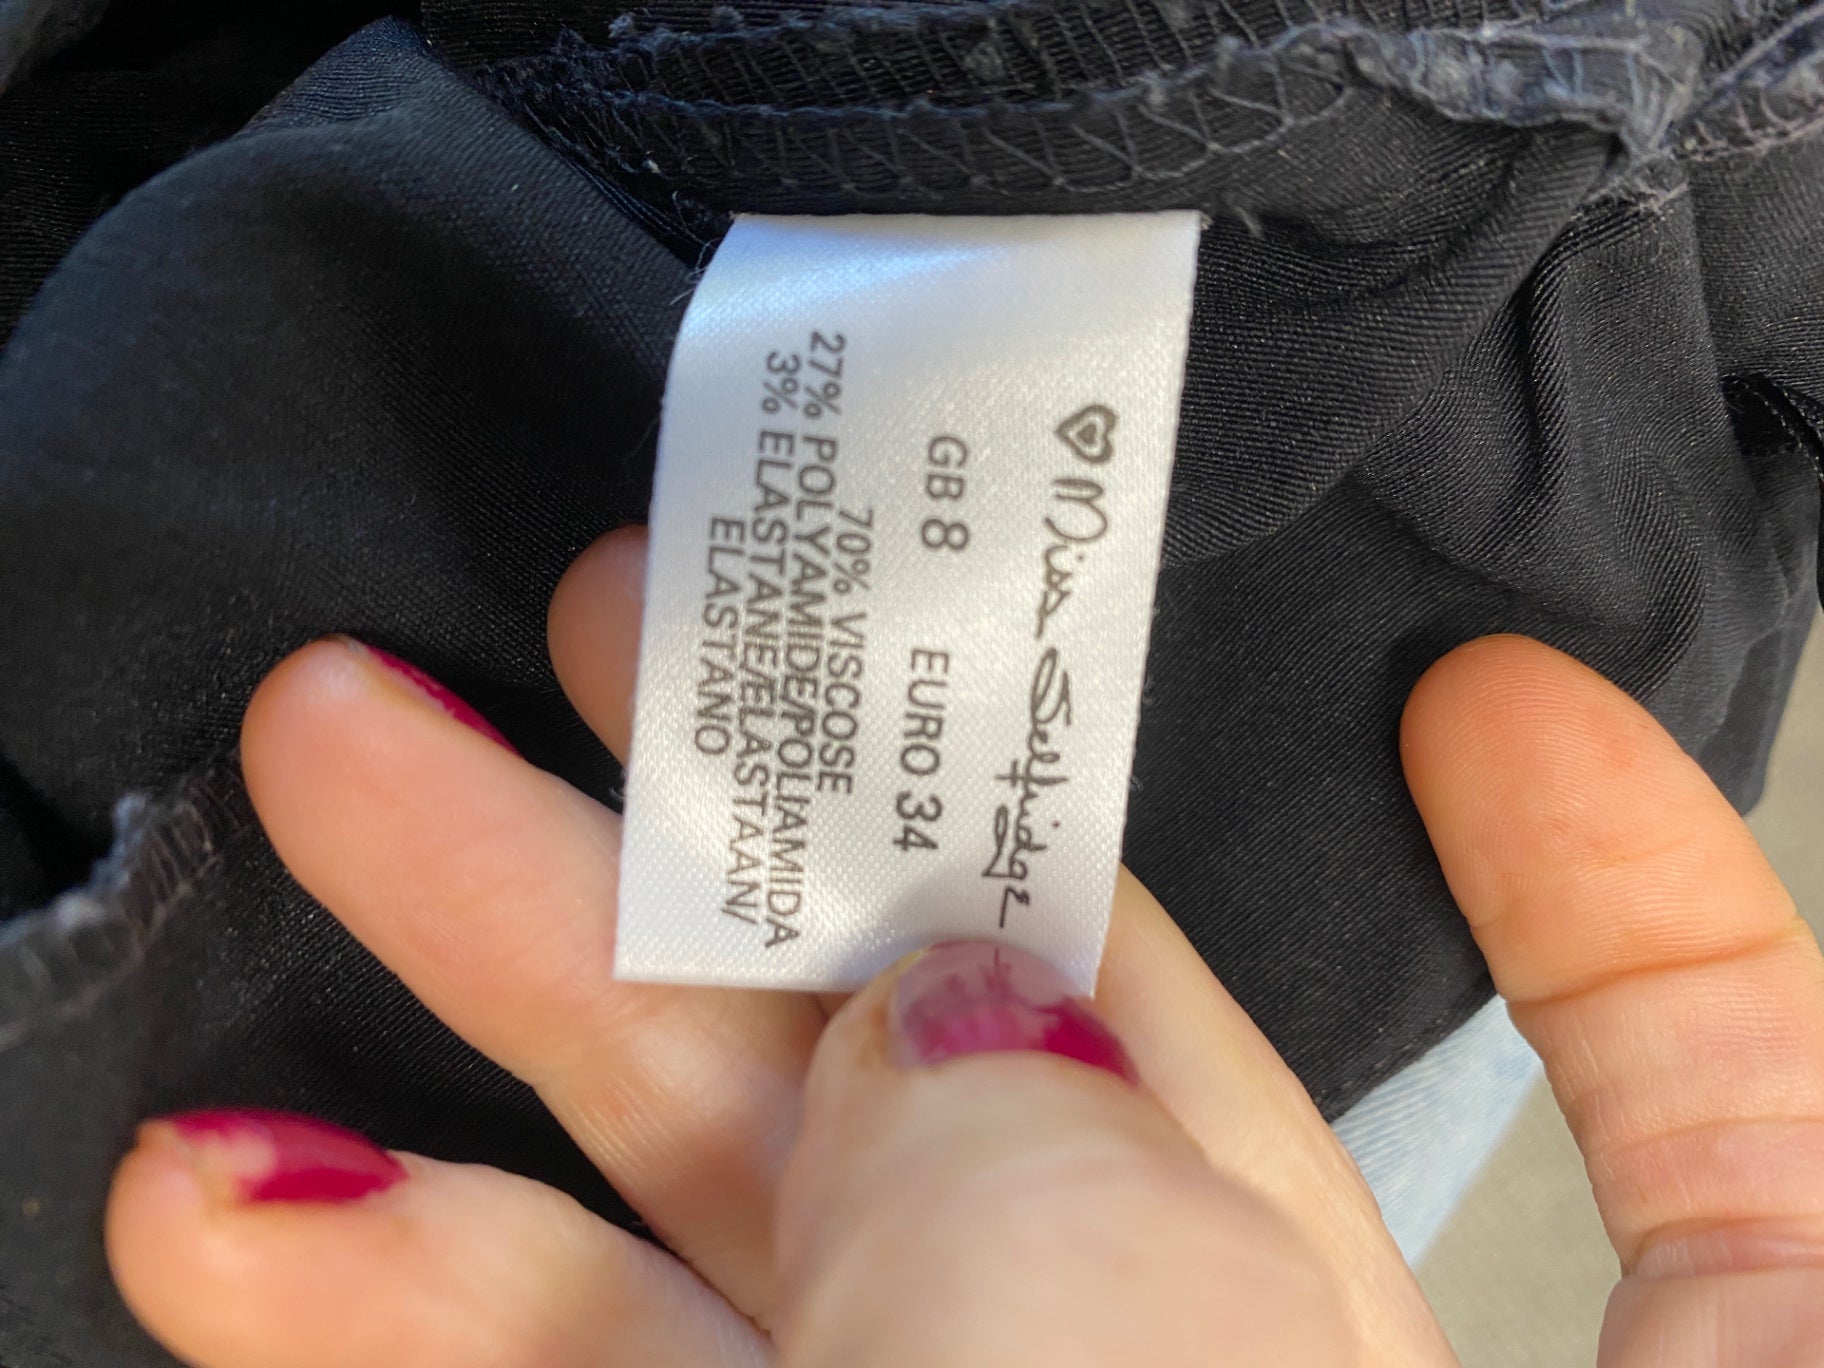 Miss Selfridge
GB 8 EURO 34
70% VISCOSE
27% POLYAMIDE/POLIAMIDA
3% ELASTANE/ELASTAAN/
ELASTANO